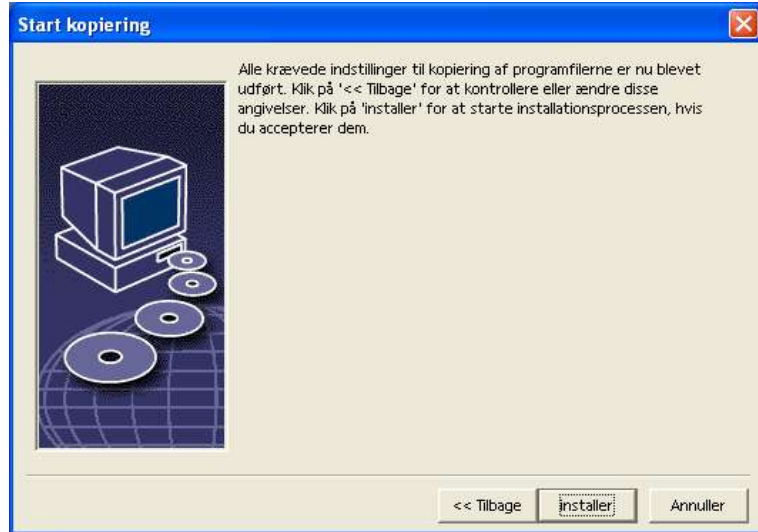 Start kopiering
Alle krævede indstillinger til kopiering af programfilerne er nu blevet
udført. Klik på '<< Tilbage' for at kontrollere eller ændre disse
angivelser. Klik på 'installer' for at starte installationsprocessen, hvis
du accepterer dem.
<< Tilbage
installer
Annuller